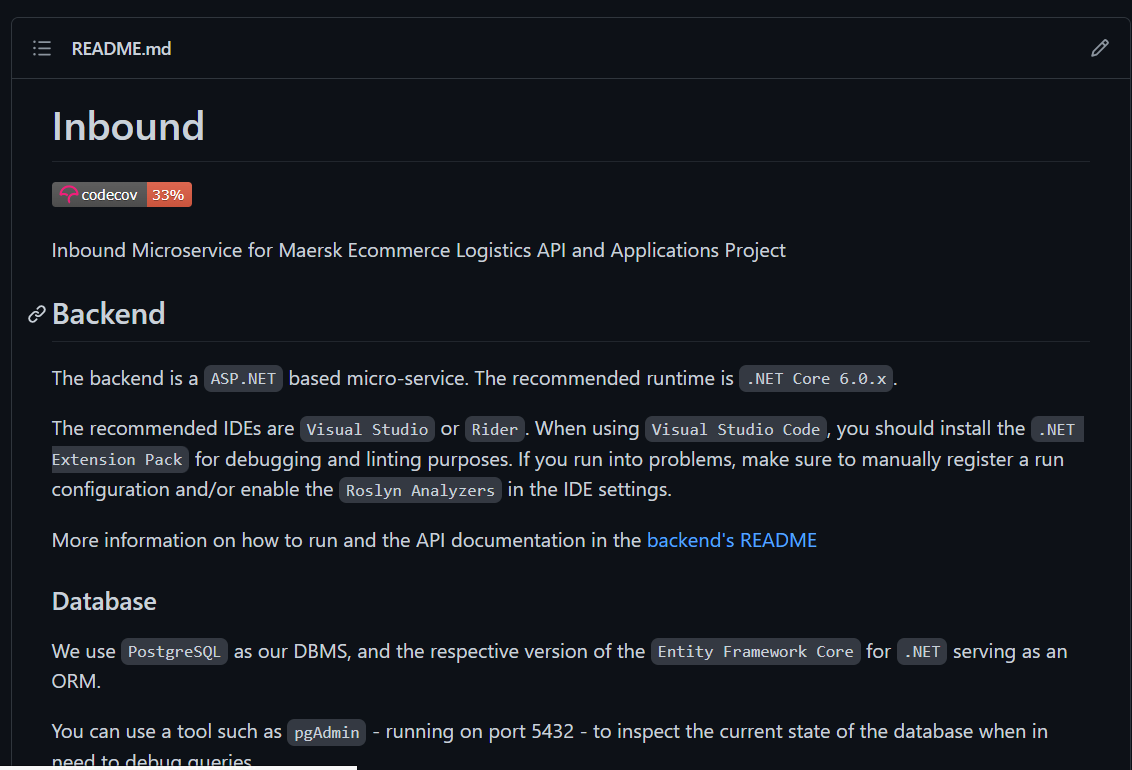 README.md
Inbound
codecov 33%
Inbound Microservice for Maersk Ecommerce Logistics API and Applications Project
Backend
The backend is a ASP.NET based micro-service. The recommended runtime is .NET Core 6.0.x.
The recommended IDEs are Visual Studio or Rider. When using Visual Studio Code, you should install the .NET
Extension Pack for debugging and linting purposes. If you run into problems, make sure to manually register a run
configuration and/or enable the Roslyn Analyzers in the IDE settings.
More information on how to run and the API documentation in the backend's README
Database
We use PostgreSQL as our DBMS, and the respective version of the Entity Framework Core for .NET serving as an
ORM.
You can use a tool such as pgAdmin - running on port 5432 - to inspect the current state of the database when in
need to debug queries.